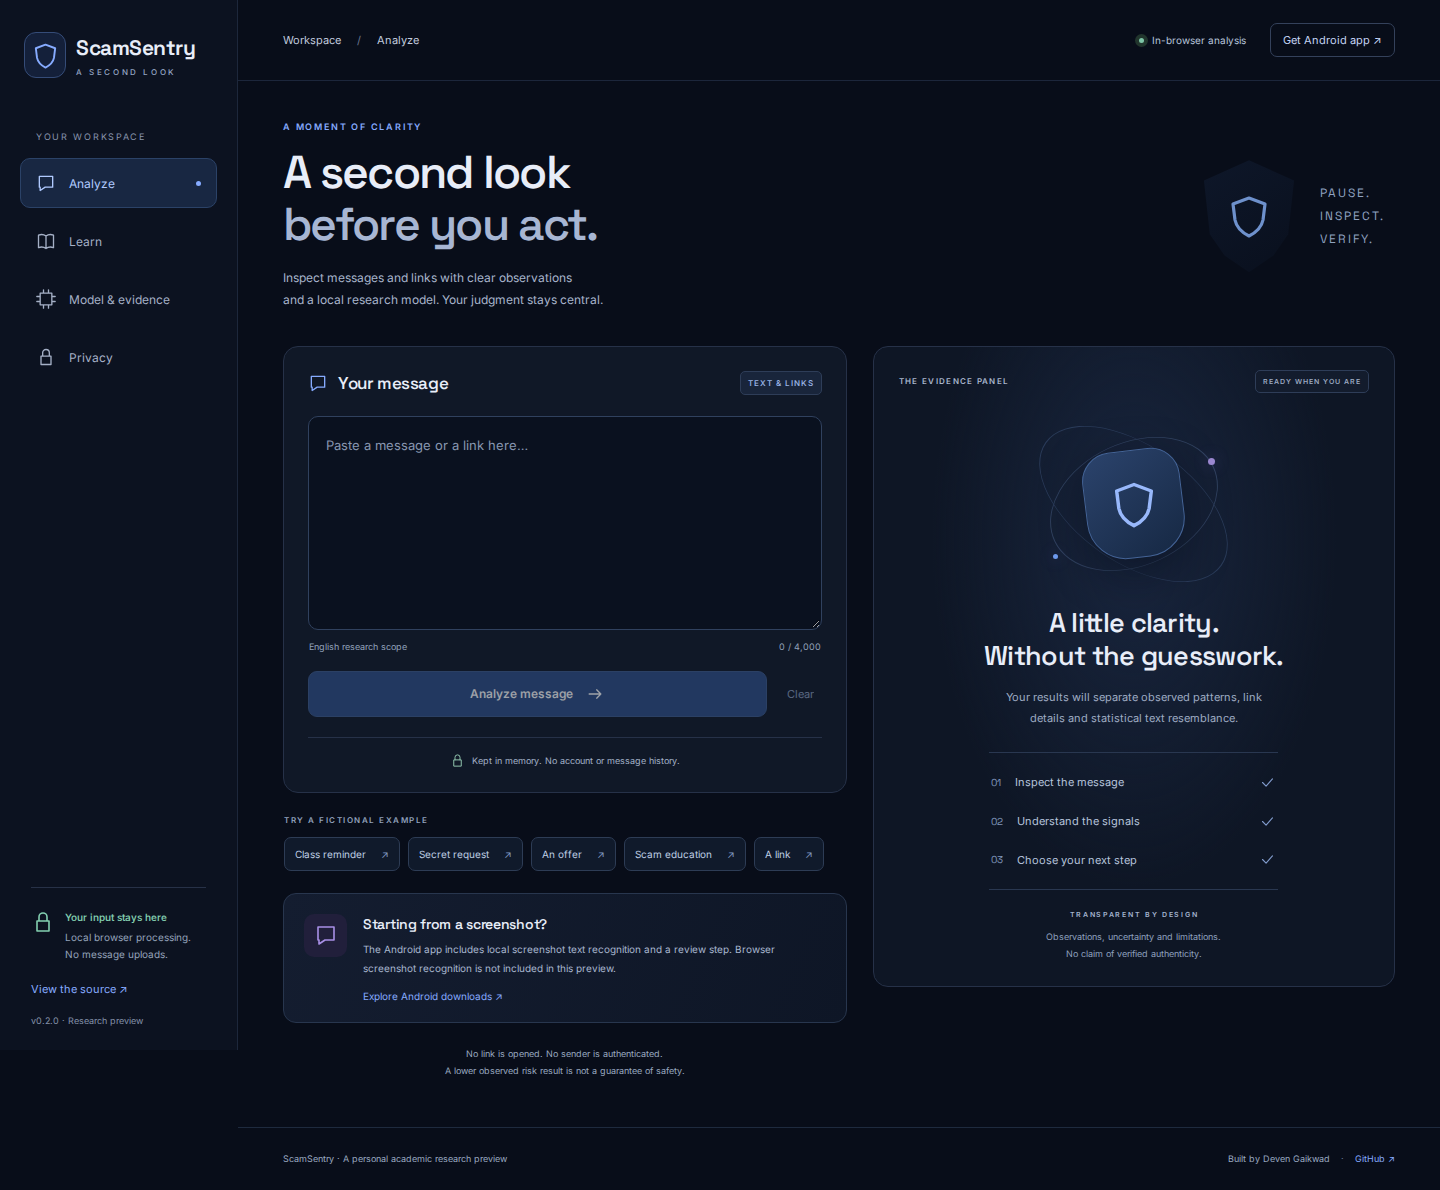 ScamSentry
A SECOND LOOK
YOUR WORKSPACE
Analyze
Learn
Model & evidence
Privacy
Your input stays here
Local browser processing.
No message uploads.
View the source ↗
v0.2.0 · Research preview
Workspace / Analyze
In-browser analysis
Get Android app ↗
A MOMENT OF CLARITY
A second look
before you act.
Inspect messages and links with clear observations
and a local research model. Your judgment stays central.
PAUSE.
INSPECT.
VERIFY.
Your message
TEXT & LINKS
Paste a message or a link here...
English research scope
0 / 4,000
Analyze message →
Clear
Kept in memory. No account or message history.
TRY A FICTIONAL EXAMPLE
Class reminder ↗
Secret request ↗
An offer ↗
Scam education ↗
A link ↗
Starting from a screenshot?
The Android app includes local screenshot text recognition and a review step. Browser
screenshot recognition is not included in this preview.
Explore Android downloads ↗
No link is opened. No sender is authenticated.
A lower observed risk result is not a guarantee of safety.
THE EVIDENCE PANEL
READY WHEN YOU ARE
A little clarity.
Without the guesswork.
Your results will separate observed patterns, link
details and statistical text resemblance.
01 Inspect the message
02 Understand the signals
03 Choose your next step
TRANSPARENT BY DESIGN
Observations, uncertainty and limitations.
No claim of verified authenticity.
ScamSentry · A personal academic research preview
Built by Deven Gaikwad · GitHub ↗